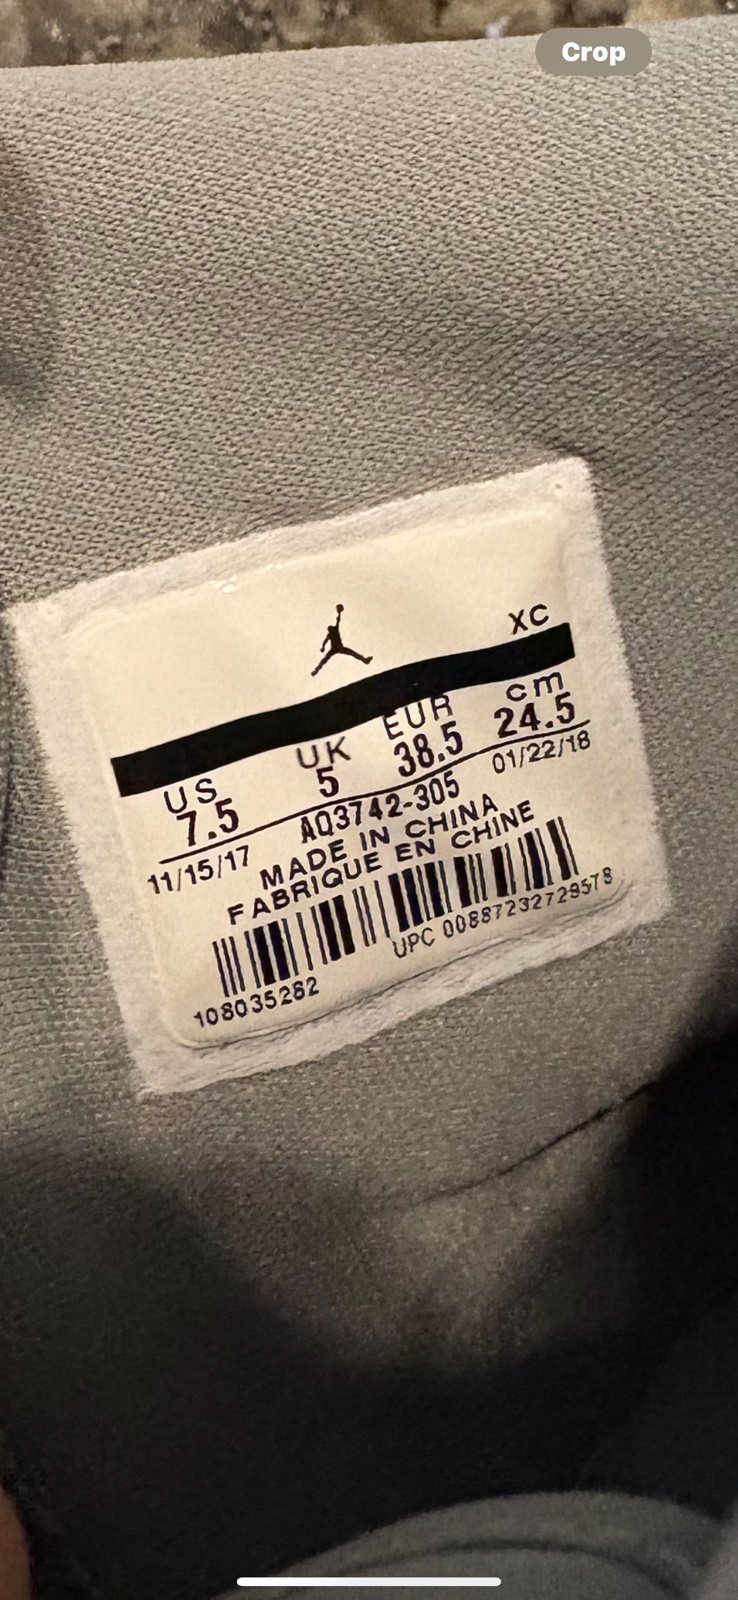 Crop
XC
US UK EUR cm
7.5 5 38.5 24.5
11/15/17 AQ3742-305 01/22/18
MADE IN CHINA
FABRIQUE EN CHINE
108035282 UPC 00887232729578